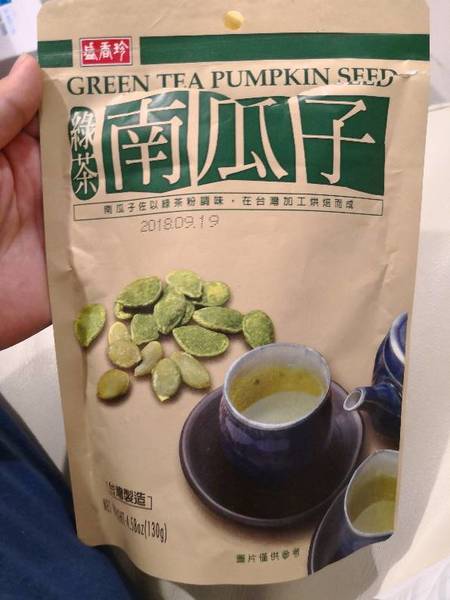 盛香珍
GREEN TEA PUMPKIN SEED
綠茶
南瓜子
南瓜子佐以綠茶粉調味,在台灣加工烘焙而成
2018.09.19
台灣製造
NET WEIGHT:4.58oz(130g)
圖片僅供參考